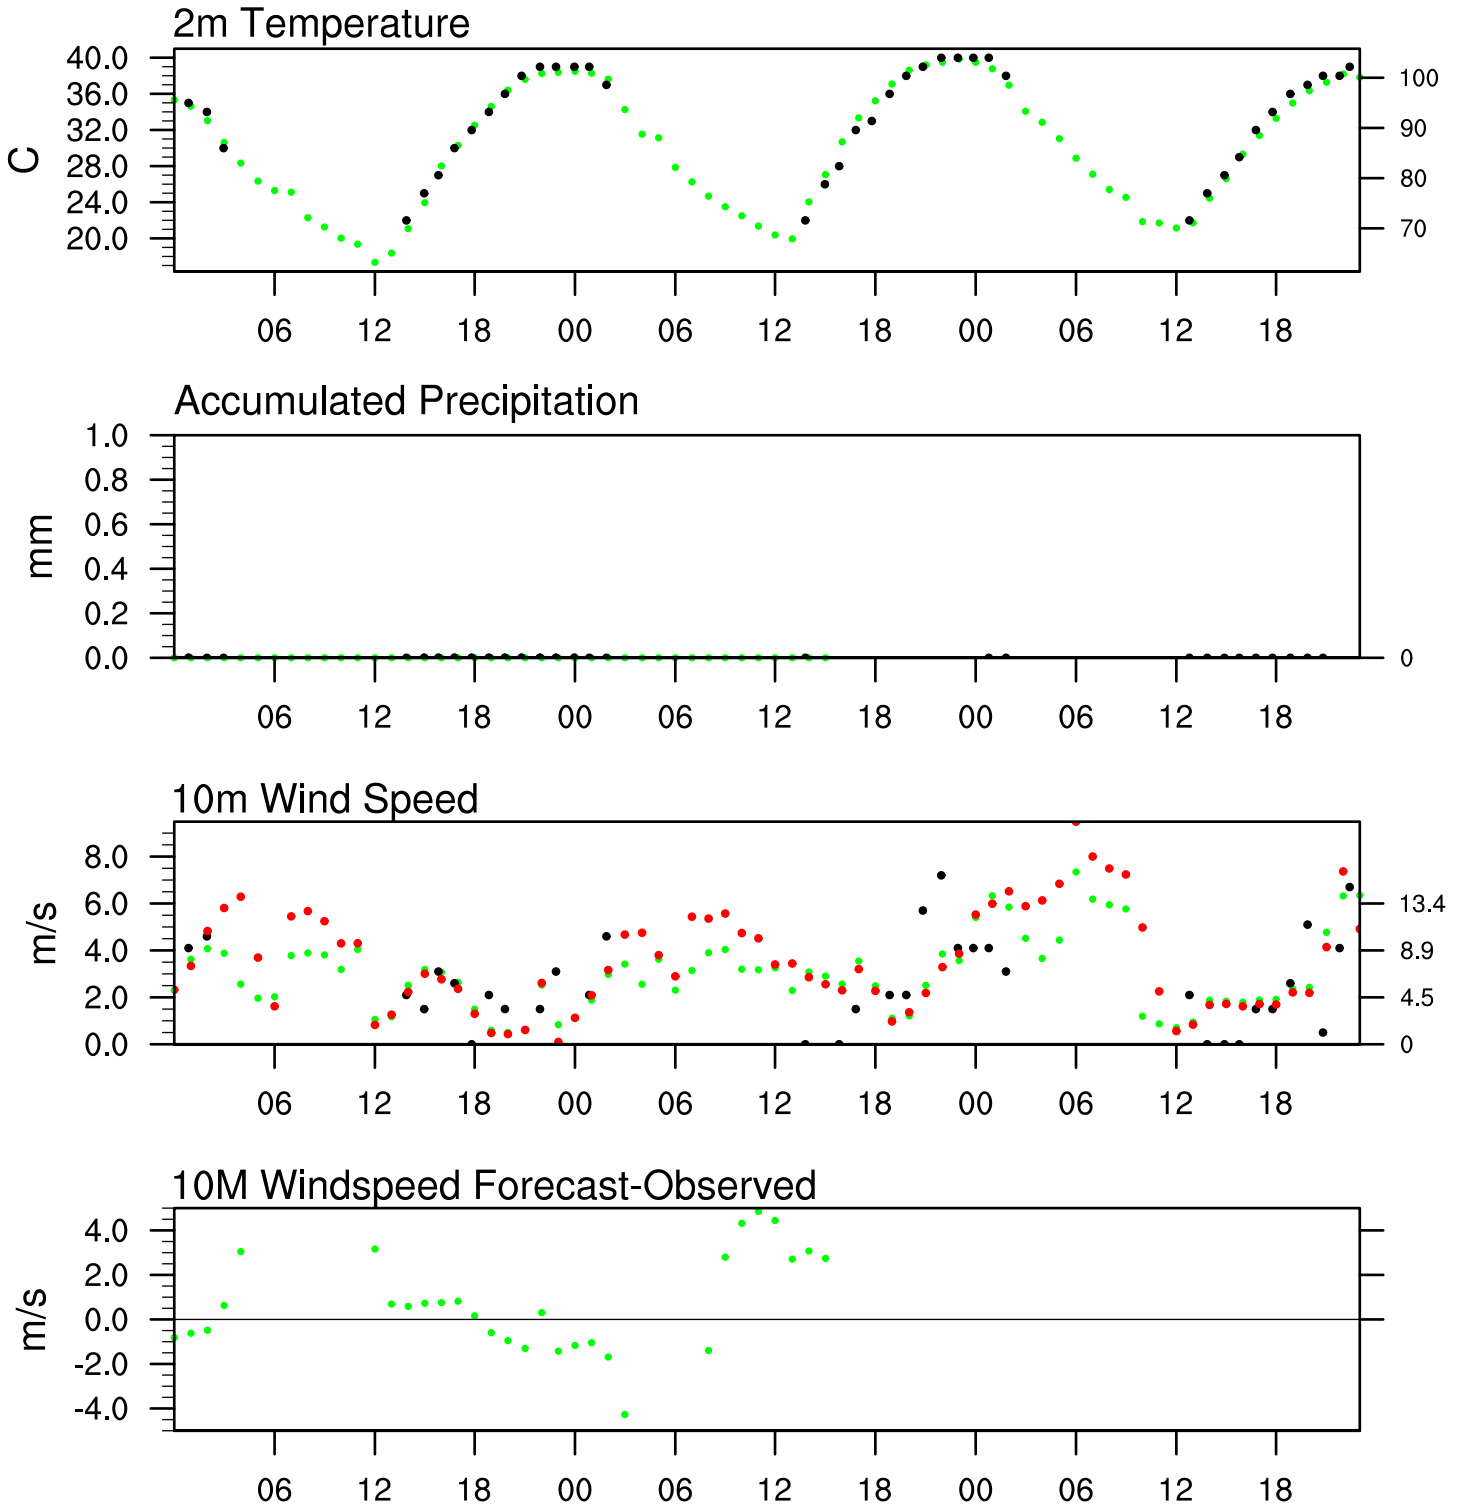 2m Temperature
40.0
36.0
32.0
28.0
24.0
20.0
C
100
90
80
70
06 12 18 00 06 12 18 00 06 12 18
Accumulated Precipitation
1.0
0.8
0.6
0.4
0.2
0.0
mm
0
06 12 18 00 06 12 18 00 06 12 18
10m Wind Speed
8.0
6.0
4.0
2.0
0.0
m/s
13.4
8.9
4.5
0
06 12 18 00 06 12 18 00 06 12 18
10M Windspeed Forecast-Observed
4.0
2.0
0.0
-2.0
-4.0
m/s
06 12 18 00 06 12 18 00 06 12 18